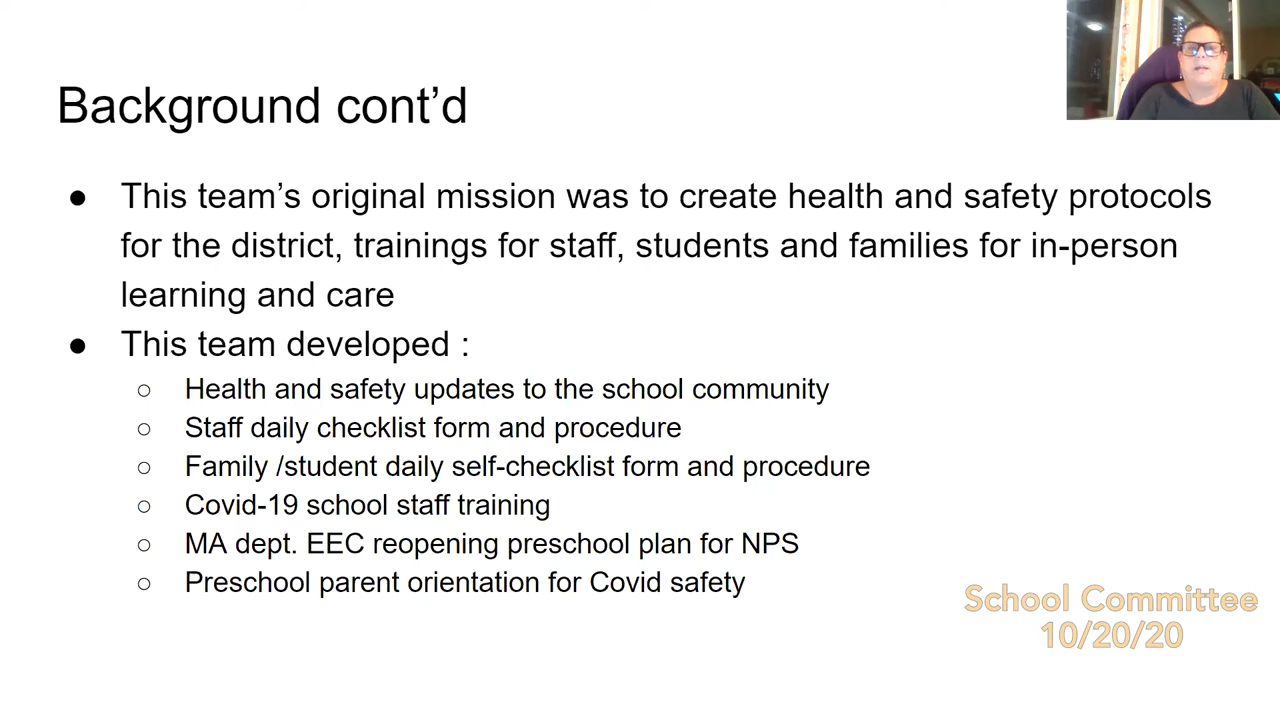 Background cont’d
● This team’s original mission was to create health and safety protocols
for the district, trainings for staff, students and families for in-person
learning and care
● This team developed :
○ Health and safety updates to the school community
○ Staff daily checklist form and procedure
○ Family /student daily self-checklist form and procedure
○ Covid-19 school staff training
○ MA dept. EEC reopening preschool plan for NPS
○ Preschool parent orientation for Covid safety
School Committee
10/20/20